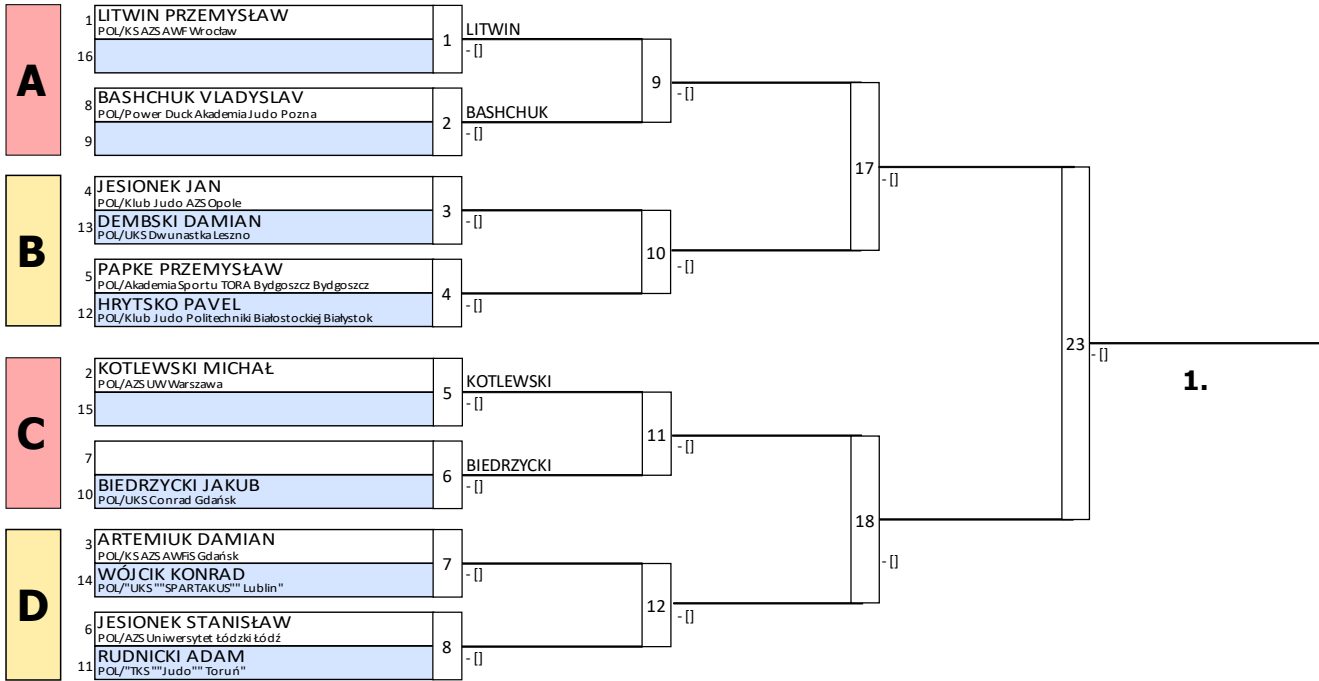 A
1 LITWIN PRZEMYSŁAW
POL/KS AZS AWF Wrocław
16
1
LITWIN
- []
8 BASHCHUK VLADYSLAV
POL/Power Duck Akademia Judo Pozna
9
2
BASHCHUK
- []
9
- []
B
4 JESIONEK JAN
POL/Klub Judo AZS Opole
13 DEMBSKI DAMIAN
POL/UKS Dwunastka Leszno
3
- []
5 PAPKE PRZEMYSŁAW
POL/Akademia Sportu TORA Bydgoszcz Bydgoszcz
12 HRYTSKO PAVEL
POL/Klub Judo Politechniki Białostockiej Białystok
4
- []
10
- []
17
- []
C
2 KOTLEWSKI MICHAŁ
POL/AZS UW Warszawa
15
5
KOTLEWSKI
- []
7
10 BIEDRZYCKI JAKUB
POL/UKS Conrad Gdańsk
6
BIEDRZYCKI
- []
11
- []
D
3 ARTEMIUK DAMIAN
POL/KS AZS AWFiS Gdańsk
14 WÓJCIK KONRAD
POL/"UKS ""SPARTAKUS"" Lublin"
7
- []
6 JESIONEK STANISŁAW
POL/AZS Uniwersytet Łódzki Łódź
11 RUDNICKI ADAM
POL/"TKS ""Judo"" Toruń"
8
- []
12
- []
18
- []
23
- []
1.